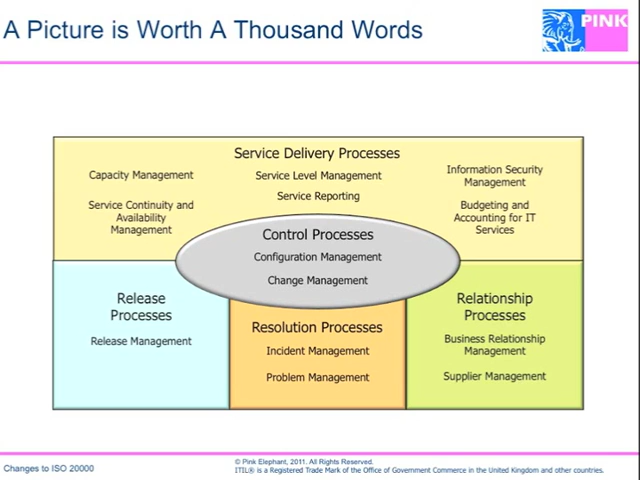 A Picture is Worth A Thousand Words
PINK
Service Delivery Processes
Capacity Management
Service Level Management
Information Security
Management
Service Reporting
Service Continuity and
Availability
Management
Budgeting and
Accounting for IT
Services
Control Processes
Configuration Management
Change Management
Release
Processes
Release Management
Resolution Processes
Incident Management
Problem Management
Relationship
Processes
Business Relationship
Management
Supplier Management
Changes to ISO 20000
© Pink Elephant, 2011. All Rights Reserved.
ITIL® is a Registered Trade Mark of the Office of Government Commerce in the United Kingdom and other countries.